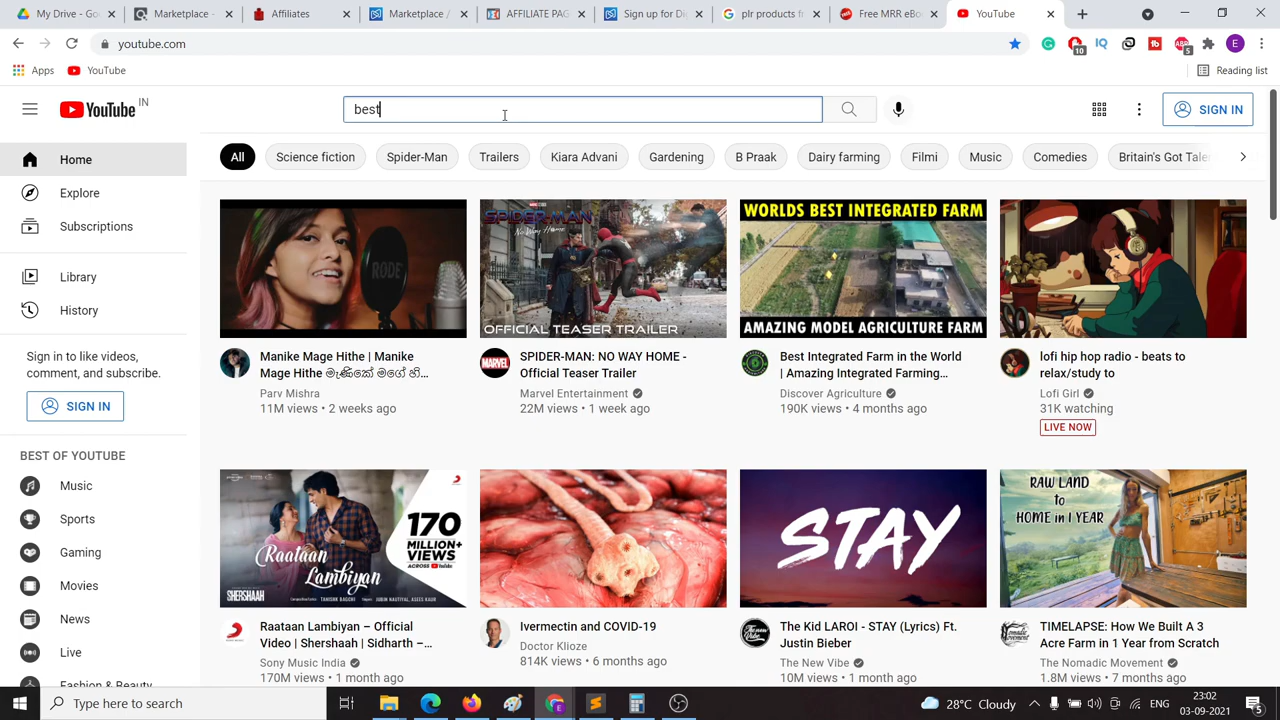 My Drive - Goo
Marketplace -
Affiliates
Marketplace /
AFFILIATE PAG
Sign up for Di
plr products f
Free MRR eBo
YouTube
youtube.com
10
5
E
Apps
YouTube
Reading list
YouTube IN
best
SIGN IN
Home
All
Science fiction
Spider-Man
Trailers
Kiara Advani
Gardening
B Praak
Dairy farming
Filmi
Music
Comedies
Britain's Got Tale
Explore
Subscriptions
Library
History
Sign in to like videos,
comment, and subscribe.
SIGN IN
BEST OF YOUTUBE
Music
Sports
Gaming
Movies
News
Live
Fashion & Beauty
RODE
SPIDER-MAN
No Way Home
OFFICIAL TEASER TRAILER
WORLDS BEST INTEGRATED FARM
AMAZING MODEL AGRICULTURE FARM
Manike Mage Hithe | Manike
Mage Hithe මැණිකේ මගේ හි...
Parv Mishra
11M views • 2 weeks ago
MARVEL
SPIDER-MAN: NO WAY HOME -
Official Teaser Trailer
Marvel Entertainment
22M views • 1 week ago
Best Integrated Farm in the World
| Amazing Integrated Farming...
Discover Agriculture
190K views • 4 months ago
lofi hip hop radio - beats to
relax/study to
Lofi Girl
31K watching
LIVE NOW
170
MILLION+
VIEWS
ACROSS YouTube
Raataan
Lambiyan
SHERSHAAH
STAY
RAW LAND
to
HOME in 1 YEAR
Raataan Lambiyan – Official
Video | Shershaah | Sidharth –...
Sony Music India
170M views • 1 month ago
Ivermectin and COVID-19
Doctor Klioze
814K views • 6 months ago
The Kid LAROI - STAY (Lyrics) Ft.
Justin Bieber
The New Vibe
10M views • 1 month ago
TIMELAPSE: How We Built A 3
Acre Farm in 1 Year from Scratch
The Nomadic Movement
1.8M views • 7 months ago
Type here to search
28°C Cloudy
ENG
23:02
03-09-2021
5